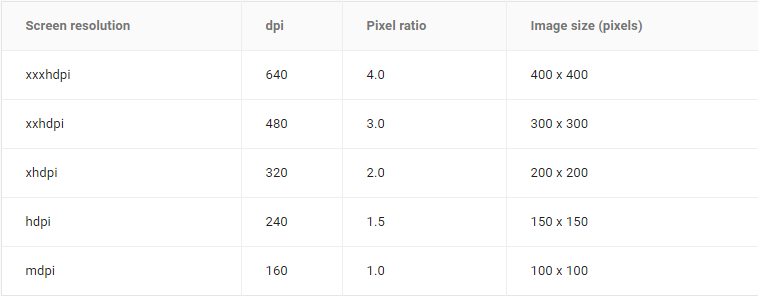 Screen resolution dpi Pixel ratio Image size (pixels)
xxxhdpi 640 4.0 400 x 400
xxhdpi 480 3.0 300 x 300
xhdpi 320 2.0 200 x 200
hdpi 240 1.5 150 x 150
mdpi 160 1.0 100 x 100